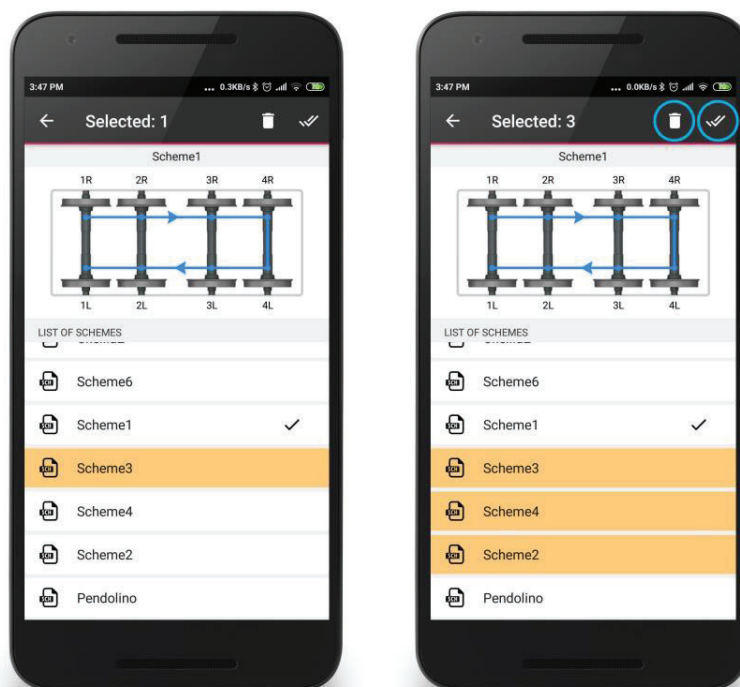 3:47 PM
... 0.3KB/s
Selected: 1
Scheme1
1R 2R 3R 4R
1L 2L 3L 4L
LIST OF SCHEMES
Scheme6
Scheme1
Scheme3
Scheme4
Scheme2
Pendolino
3:47 PM
... 0.0KB/s
Selected: 3
Scheme1
1R 2R 3R 4R
1L 2L 3L 4L
LIST OF SCHEMES
Scheme6
Scheme1
Scheme3
Scheme4
Scheme2
Pendolino